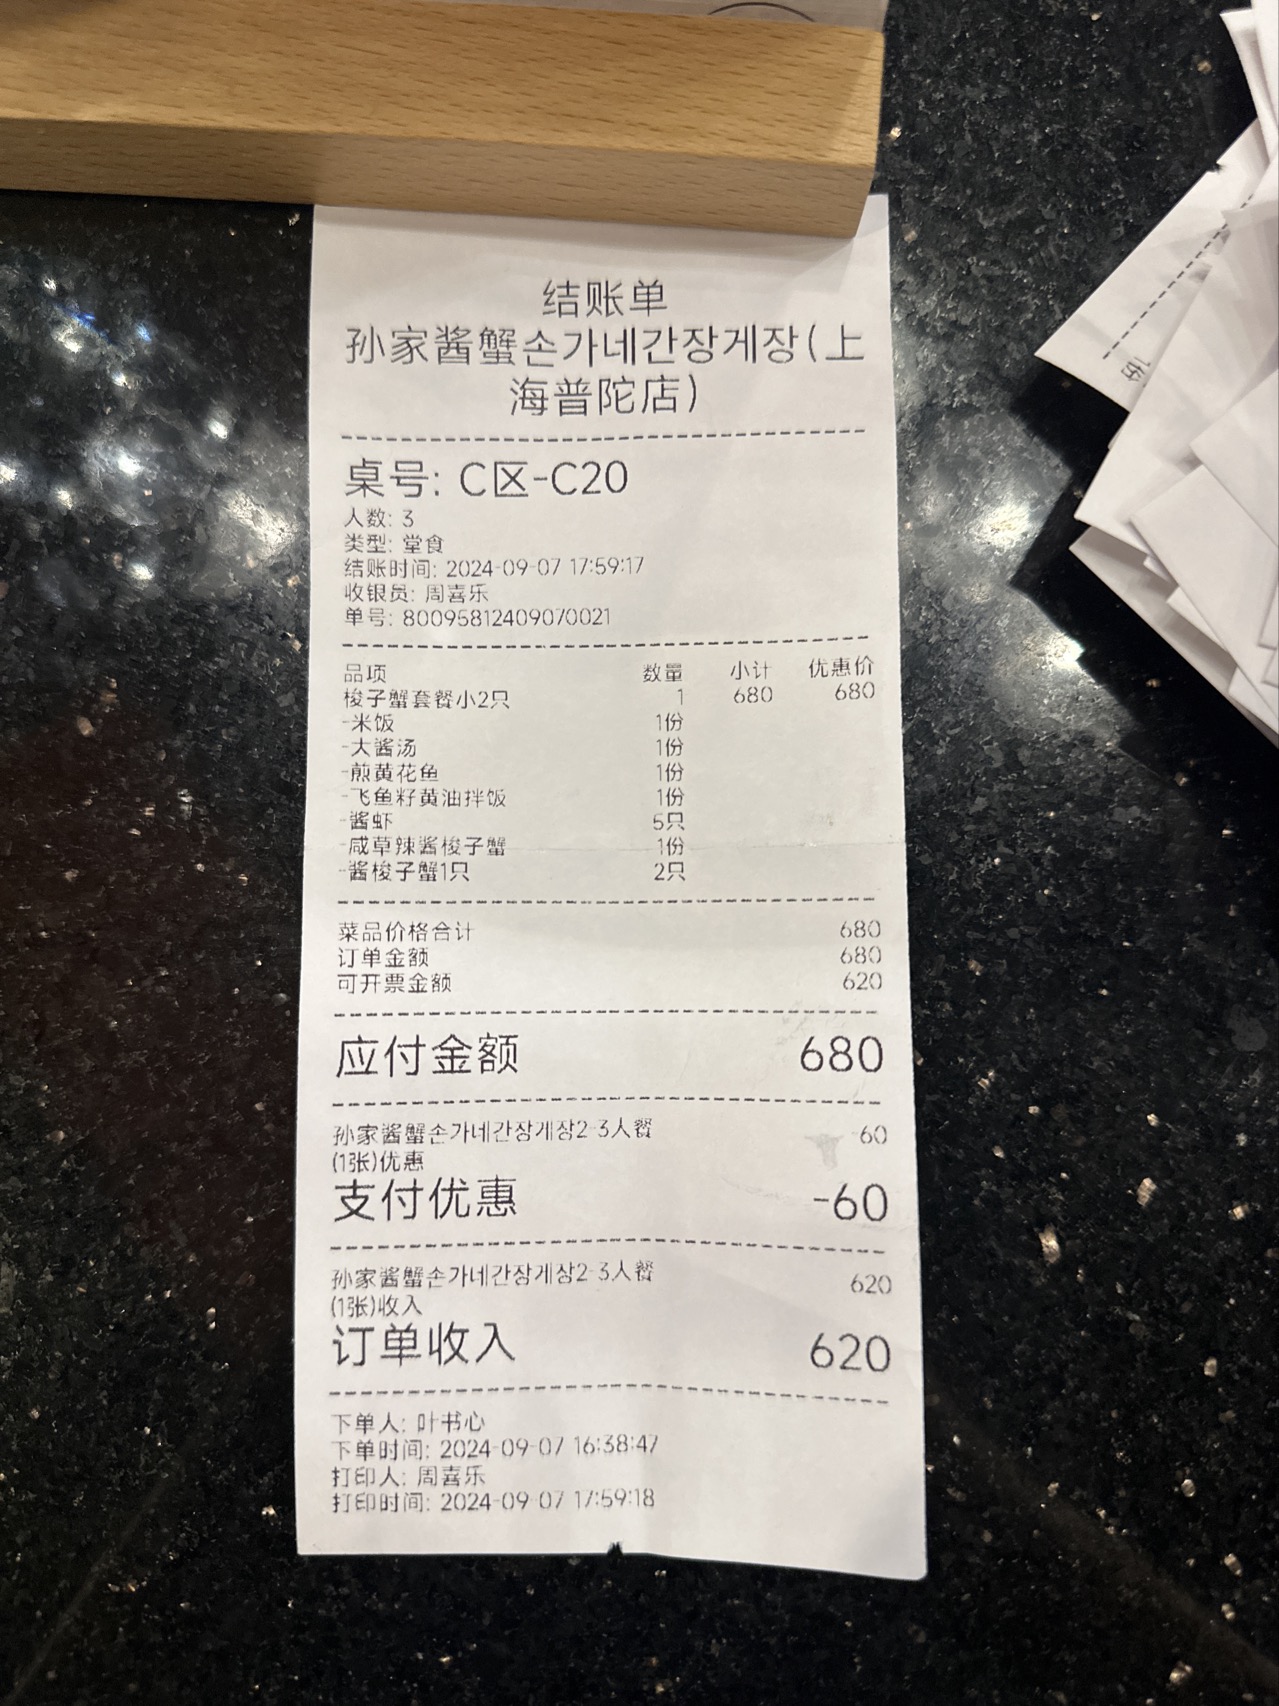 结账单
孙家酱蟹손가네간장게장(上
海普陀店)
桌号: C区-C20
人数: 3
类型: 堂食
结账时间: 2024-09-07 17:59:17
收银员: 周喜乐
单号: 80095812409070021
品项 数量 小计 优惠价
梭子蟹套餐小2只 1 680 680
-米饭 1份
-大酱汤 1份
-煎黄花鱼 1份
-飞鱼籽黄油拌饭 1份
-酱虾 5只
-咸草辣酱梭子蟹 1份
-酱梭子蟹1只 2只
菜品价格合计 680
订单金额 680
可开票金额 620
应付金额 680
孙家酱蟹손가네간장게장2-3人餐 -60
(1张)优惠
支付优惠 -60
孙家酱蟹손가네간장게장2-3人餐 620
(1张)收入
订单收入 620
下单人: 叶书心
下单时间: 2024-09-07 16:38:47
打印人: 周喜乐
打印时间: 2024-09-07 17:59:18
1份